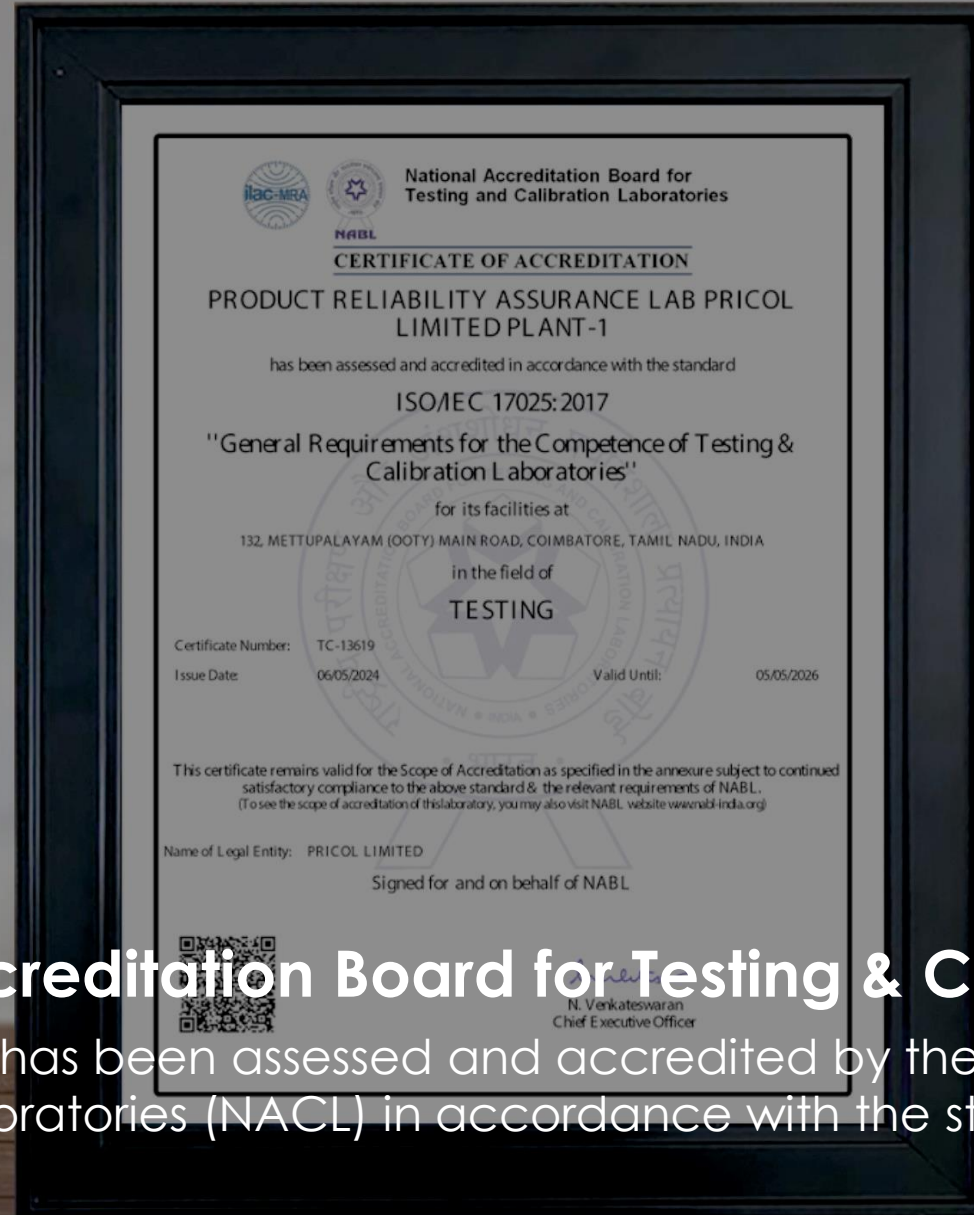 ilac-MRA
NABL
National Accreditation Board for
Testing and Calibration Laboratories
CERTIFICATE OF ACCREDITATION
PRODUCT RELIABILITY ASSURANCE LAB PRICOL
LIMITED PLANT-1
has been assessed and accredited in accordance with the standard
ISO/IEC 17025:2017
"General Requirements for the Competence of Testing &
Calibration Laboratories"
for its facilities at
132, METTUPALAYAM (OOTY) MAIN ROAD, COIMBATORE, TAMIL NADU, INDIA
in the field of
TESTING
Certificate Number: TC-13619
Issue Date: 06/05/2024 Valid Until: 05/05/2026
This certificate remains valid for the Scope of Accreditation as specified in the annexure subject to continued
satisfactory compliance to the above standard & the relevant requirements of NABL.
(To see the scope of accreditation of this laboratory, you may also visit NABL website www.nabl-india.org)
Name of Legal Entity: PRICOL LIMITED
Signed for and on behalf of NABL
N. Venkateswaran
Chief Executive Officer
creditation Board for Testing & C
has been assessed and accredited by the
oratories (NACL) in accordance with the st